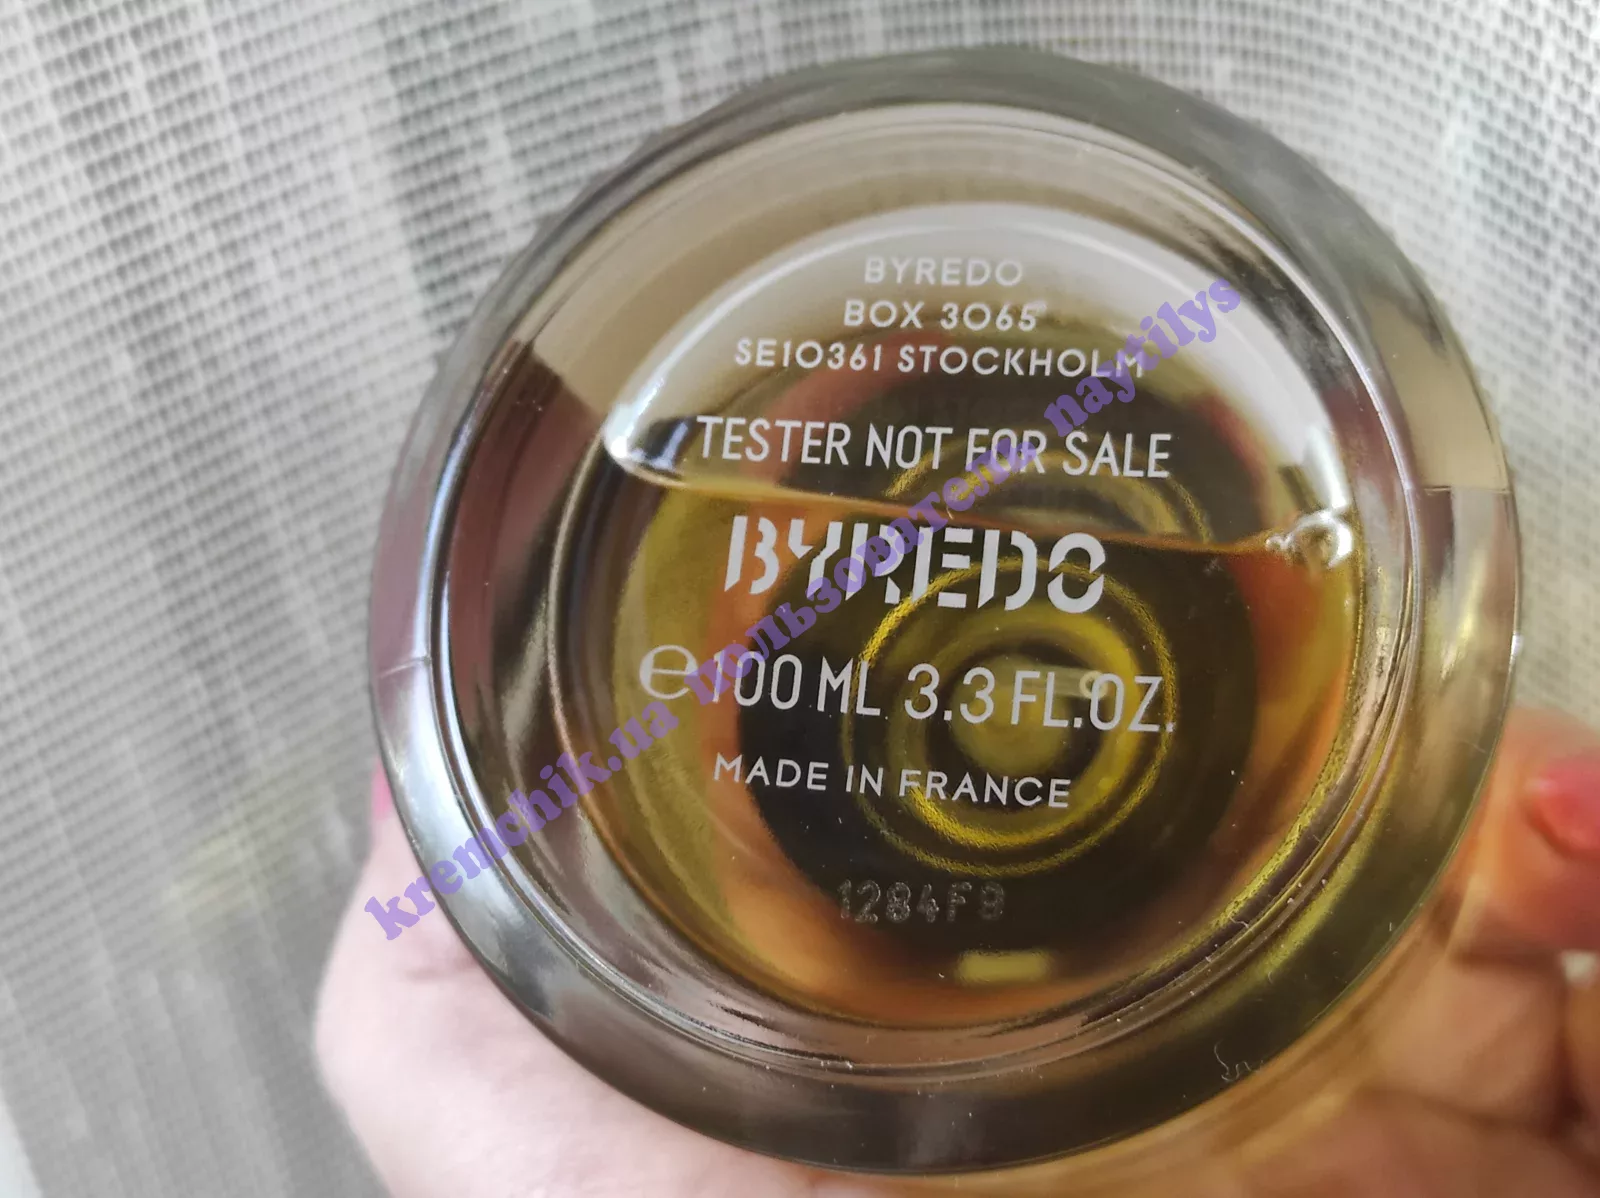 BYREDO
BOX 3065
SE10361 STOCKHOLM
TESTER NOT FOR SALE
BYREDO
℮ 100 ML 3.3 FL.OZ.
MADE IN FRANCE
1284F8
kremchik.ua пользователем naytilys